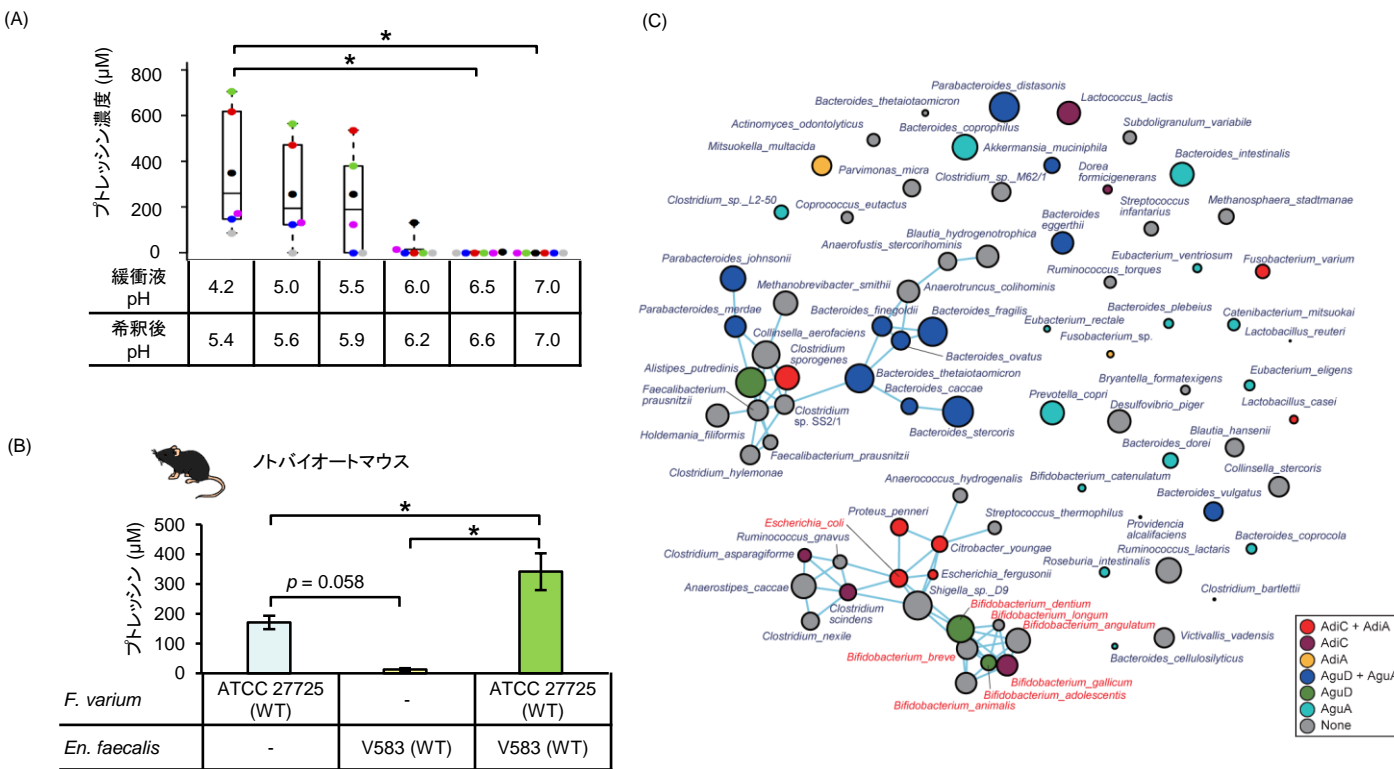 (A)
プトレッシン濃度 (µM)
800
600
400
200
0
*
*
緩衝液 pH 4.2 5.0 5.5 6.0 6.5 7.0
希釈後 pH 5.4 5.6 5.9 6.2 6.6 7.0
(B)
ノトバイオートマウス
プトレッシン (µM)
500
400
300
200
100
0
*
*
p = 0.058
F. varium ATCC 27725 (WT) - ATCC 27725 (WT)
En. faecalis - V583 (WT) V583 (WT)
(C)
Parabacteroides_distasonis
Bacteroides_thetaiotaomicron
Lactococcus_lactis
Actinomyces_odontolyticus
Bacteroides_coprophilus
Subdoligranulum_variabile
Mitsuokella_multacida
Akkermansia_muciniphila
Bacteroides_intestinalis
Parvimonas_micra
Clostridium_sp._M62/1
Dorea
formicigenerans
Clostridium_sp._L2-50
Coprococcus_eutactus
Streptococcus
infantarius
Methanosphaera_stadtmanae
Blautia_hydrogenotrophica
Bacteroides
eggerthii
Anaerofustis_stercorihominis
Eubacterium_ventriosum
Parabacteroides_johnsonii
Fusobacterium_varium
Ruminococcus_torques
Methanobrevibacter_smithii
Anaerotruncus_colihominis
Parabacteroides_merdae
Bacteroides_finegoldii
Bacteroides_fragilis
Bacteroides_plebeius
Catenibacterium_mitsuokai
Collinsella_aerofaciens
Eubacterium_rectale
Lactobacillus_reuteri
Clostridium
sporogenes
Fusobacterium_sp.
Bacteroides_ovatus
Alistipes_putredinis
Bacteroides_thetaiotaomicron
Eubacterium_eligens
Faecalibacterium
prausnitzii
Bacteroides_caccae
Bryantella_formatexigens
Prevotella_copri
Desulfovibrio_piger
Lactobacillus_casei
Clostridium
sp. SS2/1
Holdemania_filiformis
Bacteroides_stercoris
Blautia_hansenii
Faecalibacterium_prausnitzii
Bacteroides_dorei
Clostridium_hylemonae
Collinsella_stercoris
Bifidobacterium_catenulatum
Anaerococcus_hydrogenalis
Bacteroides_vulgatus
Proteus_penneri
Streptococcus_thermophilus
Escherichia_coli
Providencia
alcalifaciens
Bacteroides_coprocola
Ruminococcus_gnavus
Citrobacter_youngae
Clostridium_asparagiforme
Ruminococcus_lactaris
Roseburia_intestinalis
Escherichia_fergusonii
Anaerostipes_caccae
Shigella_sp._D9
Clostridium_bartlettii
Bifidobacterium_dentium
Clostridium
scindens
Bifidobacterium_longum
Bifidobacterium_angulatum
Clostridium_nexile
Victivallis_vadensis
Bifidobacterium_breve
Bacteroides_cellulosilyticus
Bifidobacterium_gallicum
Bifidobacterium_adolescentis
Bifidobacterium_animalis
AdiC + AdiA
AdiC
AdiA
AguD + AguA
AguD
AguA
None